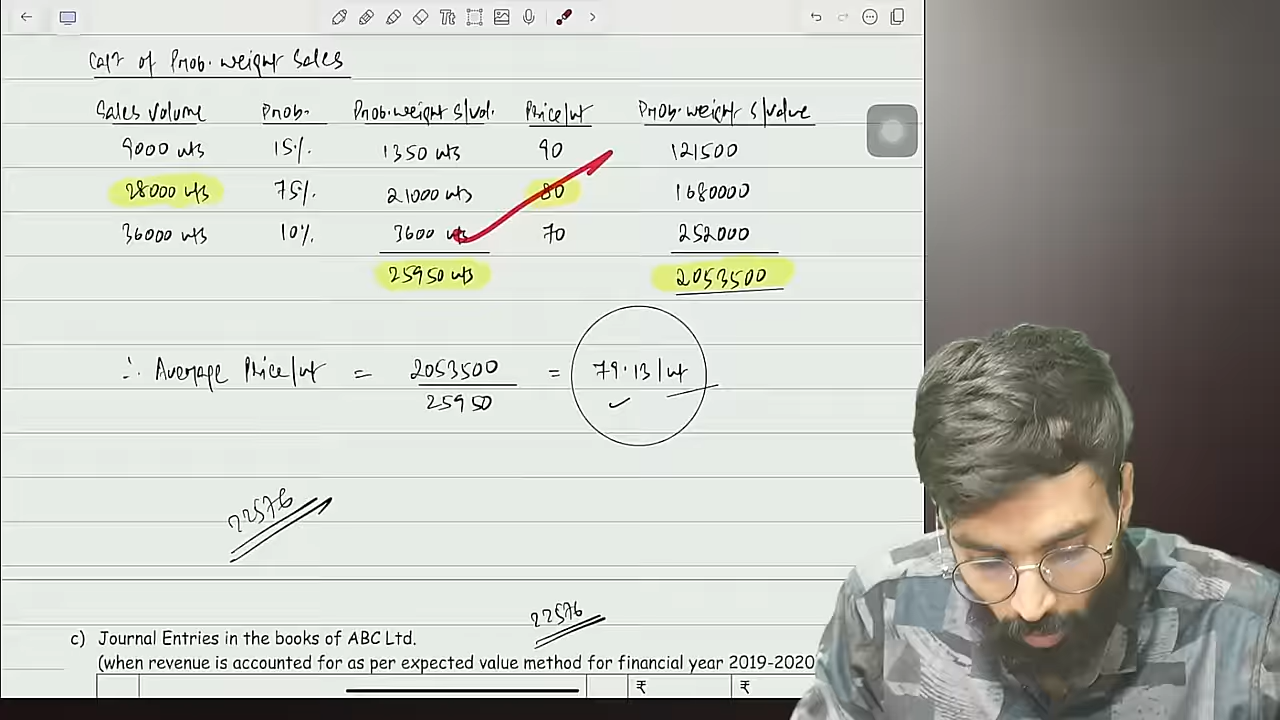 Calⁿ of Prob. weight Sales
Sales Volume Prob. Prob. weight S/Vol. Price/ut Prob. weight S/Value
9000 uts 15% 1350 uts 90 121500
28000 uts 75% 21000 uts 80 1680000
36000 uts 10% 3600 uts 70 252000
25950 uts 2053500
∴ Average Price/ut = 2053500 / 25950 = 79.13/ut
22576
22576
c) Journal Entries in the books of ABC Ltd.
(when revenue is accounted for as per expected value method for financial year 2019-2020
₹ ₹